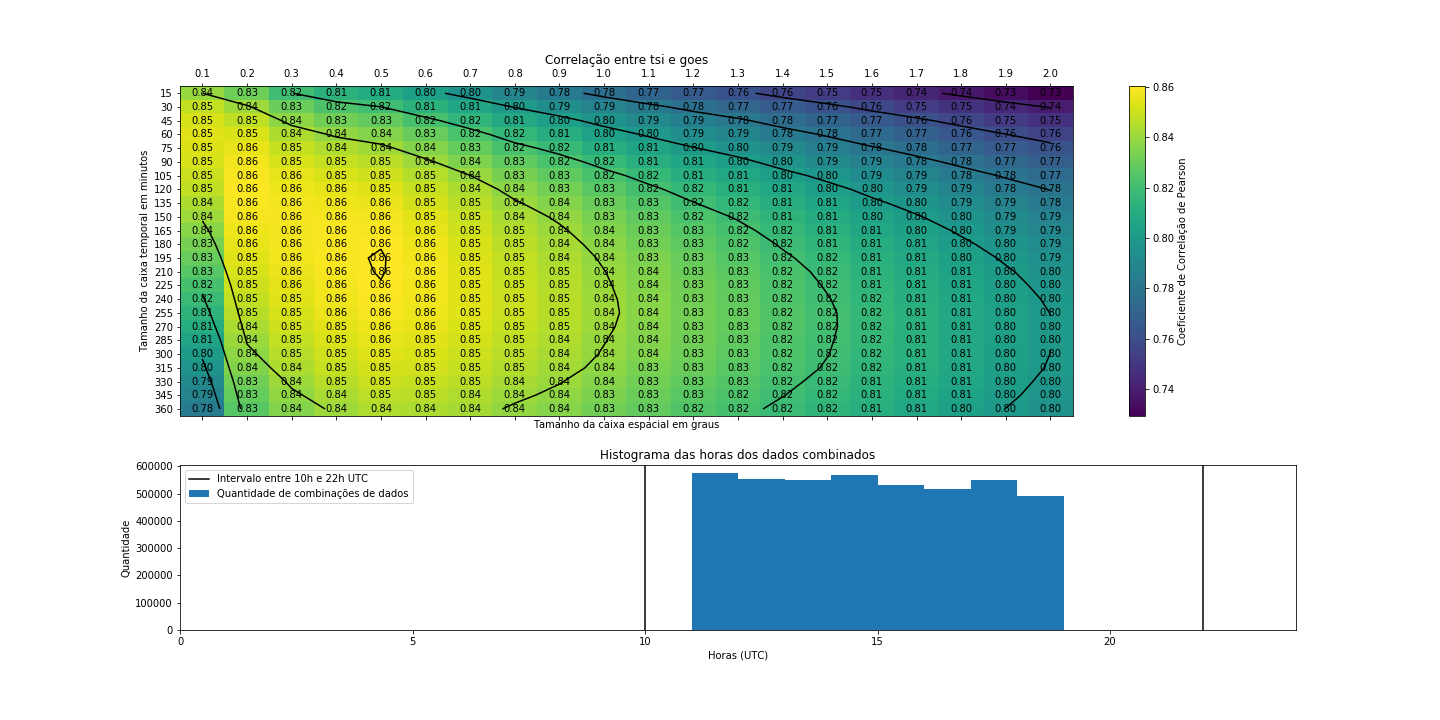 Correlação entre tsi e goes
0.1 0.2 0.3 0.4 0.5 0.6 0.7 0.8 0.9 1.0 1.1 1.2 1.3 1.4 1.5 1.6 1.7 1.8 1.9 2.0
15 0.84 0.83 0.82 0.81 0.81 0.80 0.80 0.79 0.78 0.78 0.77 0.77 0.76 0.76 0.75 0.75 0.74 0.74 0.73 0.73
30 0.85 0.84 0.83 0.82 0.82 0.81 0.81 0.80 0.79 0.79 0.78 0.78 0.77 0.77 0.76 0.76 0.75 0.75 0.74 0.74
45 0.85 0.85 0.84 0.83 0.83 0.82 0.82 0.81 0.80 0.80 0.79 0.79 0.78 0.78 0.77 0.77 0.76 0.76 0.75 0.75
60 0.85 0.85 0.84 0.84 0.84 0.83 0.82 0.82 0.81 0.80 0.80 0.79 0.79 0.78 0.78 0.77 0.77 0.76 0.76 0.76
75 0.85 0.86 0.85 0.84 0.84 0.84 0.83 0.82 0.82 0.81 0.81 0.80 0.80 0.79 0.79 0.78 0.78 0.77 0.77 0.76
90 0.85 0.86 0.85 0.85 0.85 0.84 0.84 0.83 0.82 0.82 0.81 0.81 0.80 0.80 0.79 0.79 0.78 0.78 0.77 0.77
105 0.85 0.86 0.86 0.85 0.85 0.85 0.84 0.83 0.83 0.82 0.82 0.81 0.81 0.80 0.80 0.79 0.79 0.78 0.78 0.77
120 0.85 0.86 0.86 0.85 0.85 0.85 0.84 0.84 0.83 0.83 0.82 0.82 0.81 0.81 0.80 0.80 0.79 0.79 0.78 0.78
135 0.84 0.86 0.86 0.86 0.86 0.85 0.85 0.84 0.84 0.83 0.83 0.82 0.82 0.81 0.81 0.80 0.80 0.79 0.79 0.78
150 0.84 0.86 0.86 0.86 0.86 0.85 0.85 0.84 0.84 0.83 0.83 0.82 0.82 0.81 0.81 0.80 0.80 0.80 0.79 0.79
165 0.84 0.86 0.86 0.86 0.86 0.86 0.85 0.85 0.84 0.84 0.83 0.83 0.82 0.82 0.81 0.81 0.80 0.80 0.79 0.79
180 0.83 0.86 0.86 0.86 0.86 0.86 0.85 0.85 0.84 0.84 0.83 0.83 0.82 0.82 0.81 0.81 0.81 0.80 0.80 0.79
195 0.83 0.86 0.86 0.86 0.86 0.86 0.85 0.85 0.84 0.84 0.83 0.83 0.83 0.82 0.82 0.81 0.81 0.80 0.80 0.79
210 0.83 0.85 0.86 0.86 0.86 0.86 0.85 0.85 0.85 0.84 0.83 0.83 0.83 0.82 0.82 0.81 0.81 0.81 0.80 0.80
225 0.82 0.85 0.86 0.86 0.86 0.86 0.85 0.85 0.85 0.84 0.84 0.83 0.83 0.82 0.82 0.81 0.81 0.81 0.80 0.80
240 0.82 0.85 0.85 0.86 0.86 0.86 0.85 0.85 0.85 0.84 0.84 0.83 0.83 0.82 0.82 0.82 0.81 0.81 0.80 0.80
255 0.81 0.85 0.85 0.86 0.86 0.86 0.85 0.85 0.85 0.84 0.84 0.83 0.83 0.82 0.82 0.82 0.81 0.81 0.80 0.80
270 0.81 0.84 0.85 0.86 0.86 0.86 0.85 0.85 0.85 0.84 0.84 0.83 0.83 0.82 0.82 0.82 0.81 0.81 0.80 0.80
285 0.81 0.84 0.85 0.85 0.86 0.85 0.85 0.85 0.84 0.84 0.84 0.83 0.83 0.82 0.82 0.81 0.81 0.81 0.80 0.80
300 0.80 0.84 0.85 0.85 0.85 0.85 0.85 0.85 0.84 0.84 0.83 0.83 0.83 0.82 0.82 0.81 0.81 0.81 0.80 0.80
315 0.80 0.84 0.84 0.85 0.85 0.85 0.85 0.84 0.84 0.84 0.83 0.83 0.82 0.82 0.82 0.82 0.81 0.81 0.80 0.80
330 0.79 0.83 0.84 0.85 0.85 0.85 0.85 0.84 0.84 0.83 0.83 0.83 0.82 0.82 0.82 0.81 0.81 0.80 0.80 0.80
345 0.79 0.83 0.84 0.85 0.85 0.85 0.84 0.84 0.84 0.83 0.83 0.83 0.82 0.82 0.82 0.81 0.81 0.80 0.80 0.80
360 0.78 0.83 0.84 0.84 0.84 0.84 0.84 0.84 0.84 0.83 0.83 0.82 0.82 0.82 0.82 0.81 0.81 0.80 0.80 0.80
Tamanho da caixa temporal em minutos
Tamanho da caixa espacial em graus
0.86
0.84
0.82
0.80
0.78
0.76
0.74
Coeficiente de Correlação de Pearson
Histograma das horas dos dados combinados
Intervalo entre 10h e 22h UTC
Quantidade de combinações de dados
600000
500000
400000
300000
200000
100000
0
Quantidade
0 5 10 15 20
Horas (UTC)